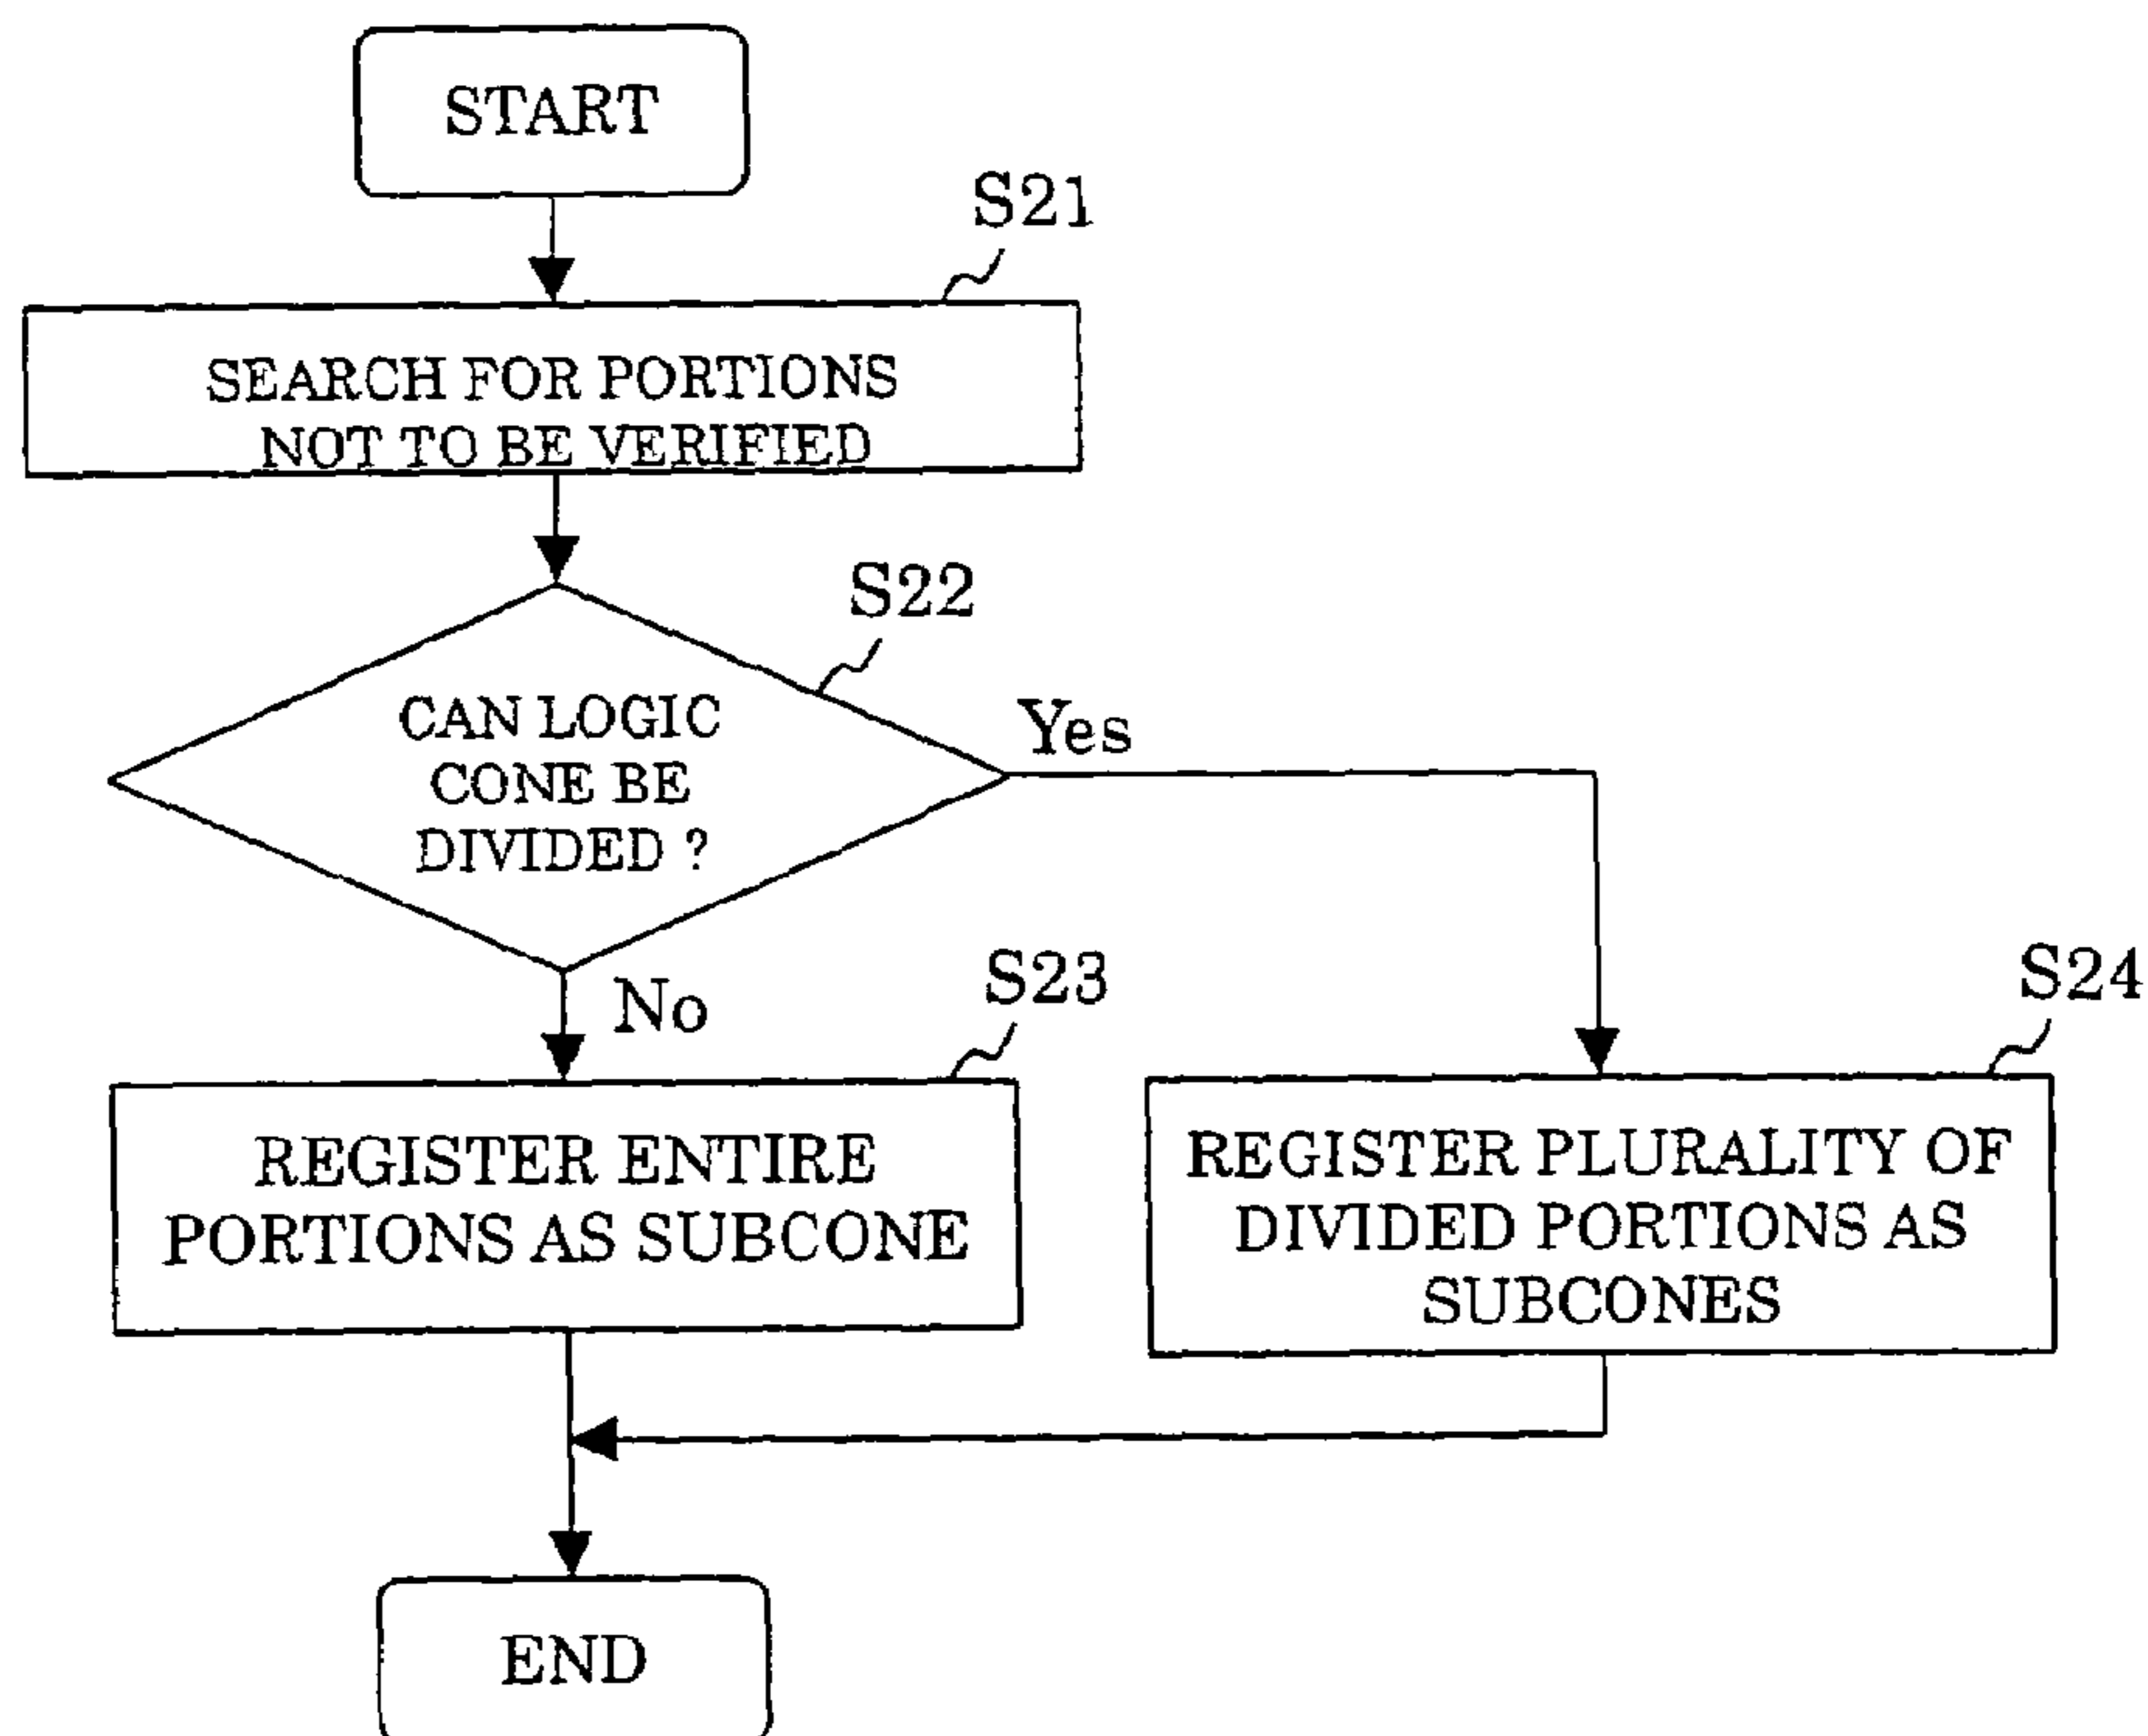 START
S21
SEARCH FOR PORTIONS
NOT TO BE VERIFIED
S22
CAN LOGIC
CONE BE
DIVIDED ?
Yes
No
S23
REGISTER ENTIRE
PORTIONS AS SUBCONE
S24
REGISTER PLURALITY OF
DIVIDED PORTIONS AS
SUBCONES
END